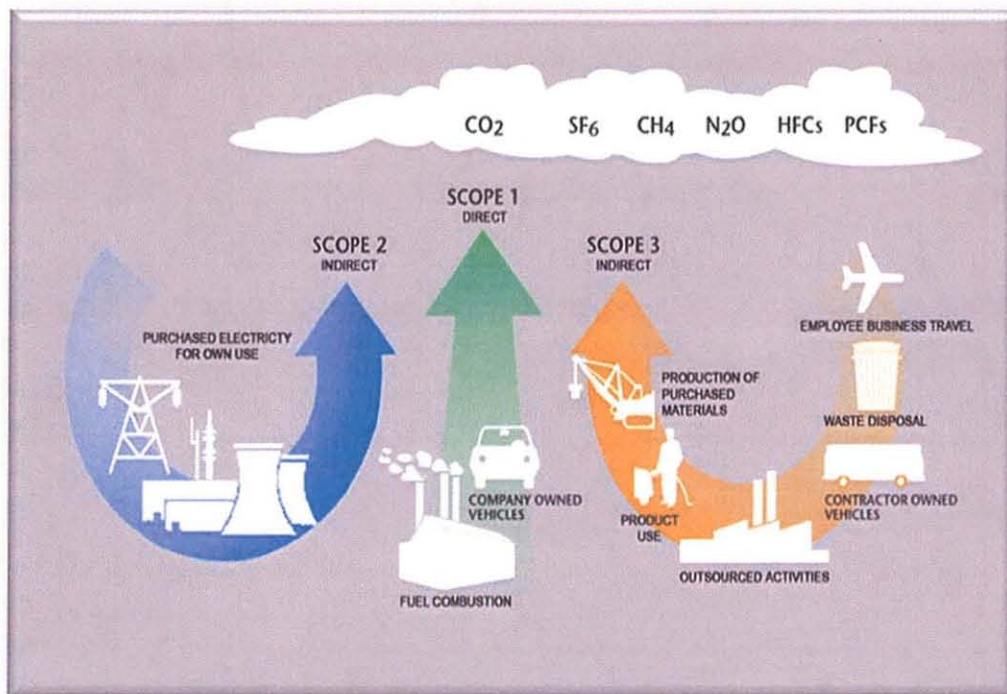 CO2 SF6 CH4 N2O HFCs PCFs
SCOPE 1
DIRECT
SCOPE 2
INDIRECT
SCOPE 3
INDIRECT
PURCHASED ELECTRICTY
FOR OWN USE
COMPANY OWNED
VEHICLES
FUEL COMBUSTION
PRODUCTION OF
PURCHASED
MATERIALS
PRODUCT
USE
OUTSOURCED ACTIVITIES
EMPLOYEE BUSINESS TRAVEL
WASTE DISPOSAL
CONTRACTOR OWNED
VEHICLES